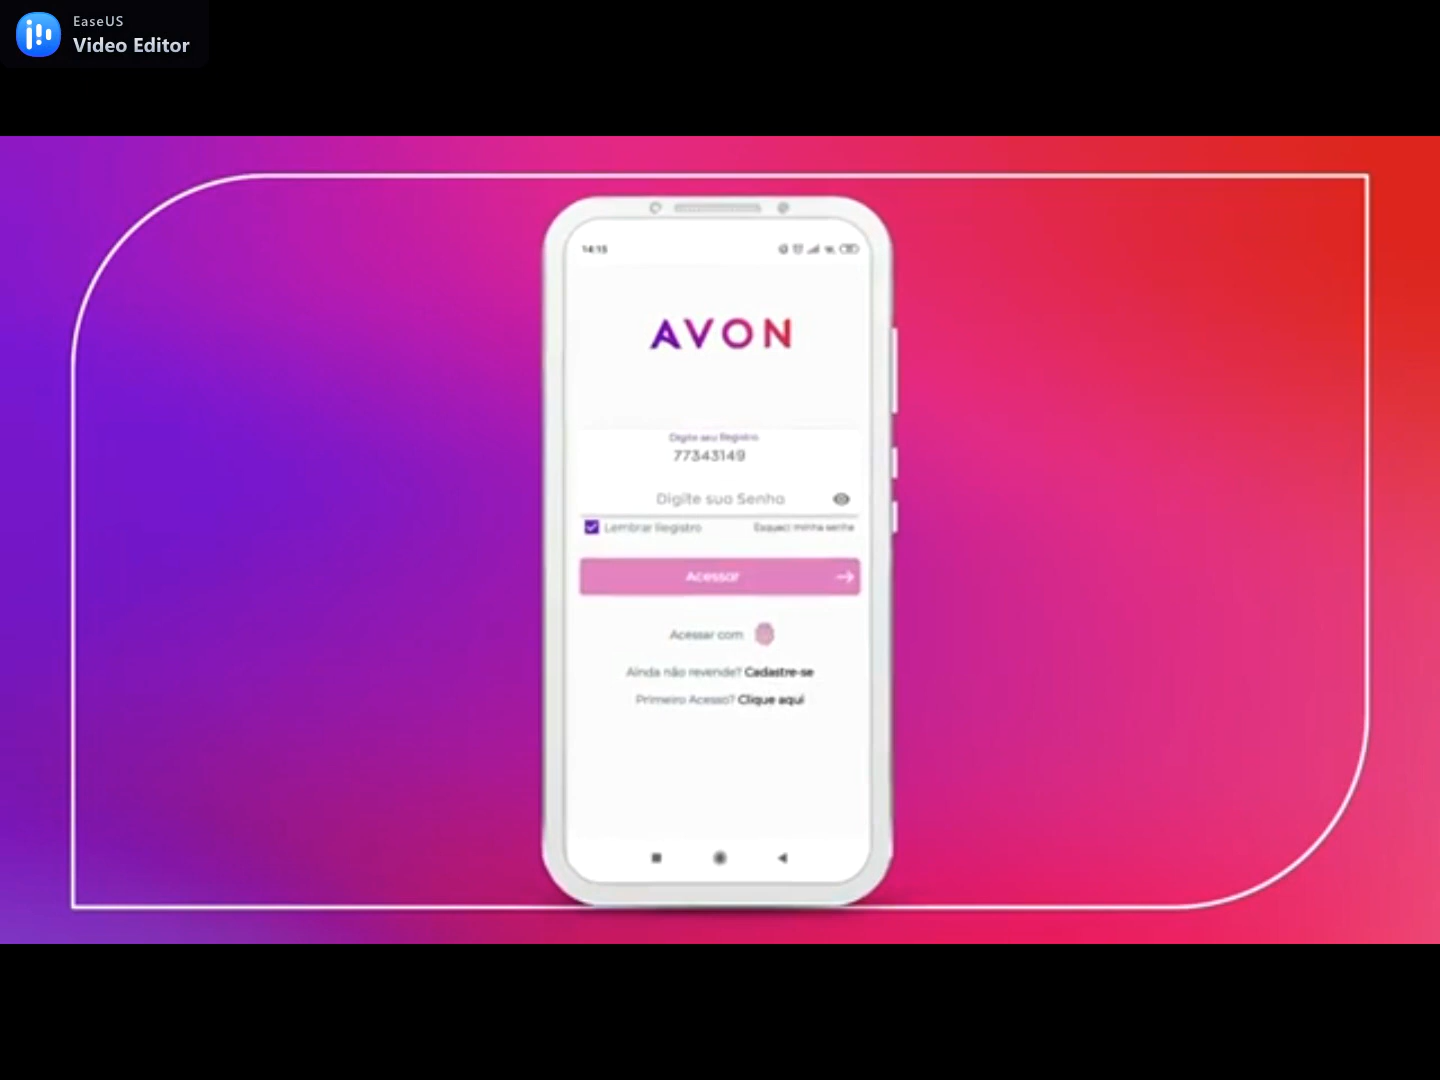 EaseUS
Video Editor
14:15
AVON
Digite seu Registro
77343149
Digite sua Senha
Lembrar Registro
Esqueci minha senha
Acessar
Acessar com
Ainda não revende? Cadastre-se
Primeiro Acesso? Clique aqui